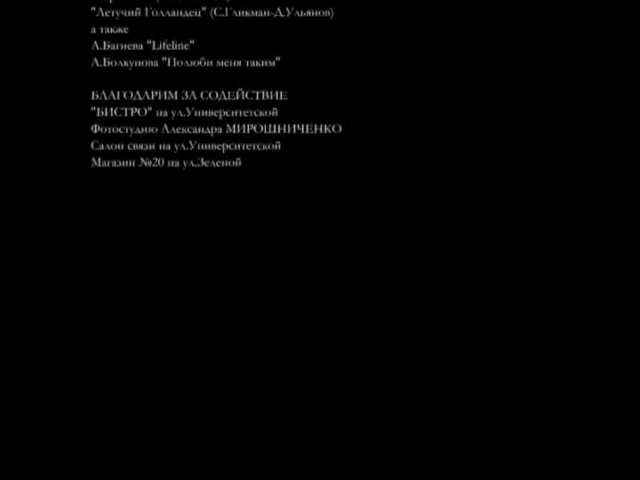 "Летучий Голландец" (С.Гликман-Д.Ульянов)
а также
А.Багиева "Lifeline"
А.Болкунова "Полюби меня таким"
БЛАГОДАРИМ ЗА СОДЕЙСТВИЕ
"БИСТРО" на ул.Университетской
Фотостудию Александра МИРОШНИЧЕНКО
Салон связи на ул.Университетской
Магазин №20 на ул.Зеленой